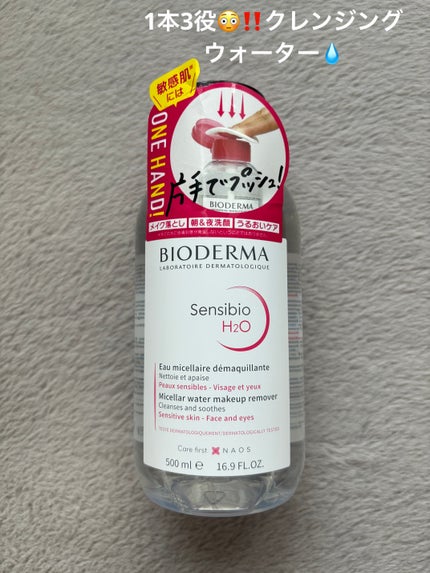 1本3役😳‼️クレンジング
ウォーター💧
敏感肌*
には
ONE HAND!
片手でプッシュ!
BIODERMA
メイク落とし 朝&夜洗顔 うるおいケア
BIODERMA
LABORATOIRE DERMATOLOGIQUE
Sensibio
H2O
Eau micellaire démaquillante
Nettoie et apaise
Peaux sensibles - Visage et yeux
Micellar water makeup remover
Cleanses and soothes
Sensitive skin - Face and eyes
TESTÉ DERMATOLOGIQUEMENT/DERMATOLOGICALLY TESTED
Care first NAOS
500 ml e 16.9 FL.OZ.